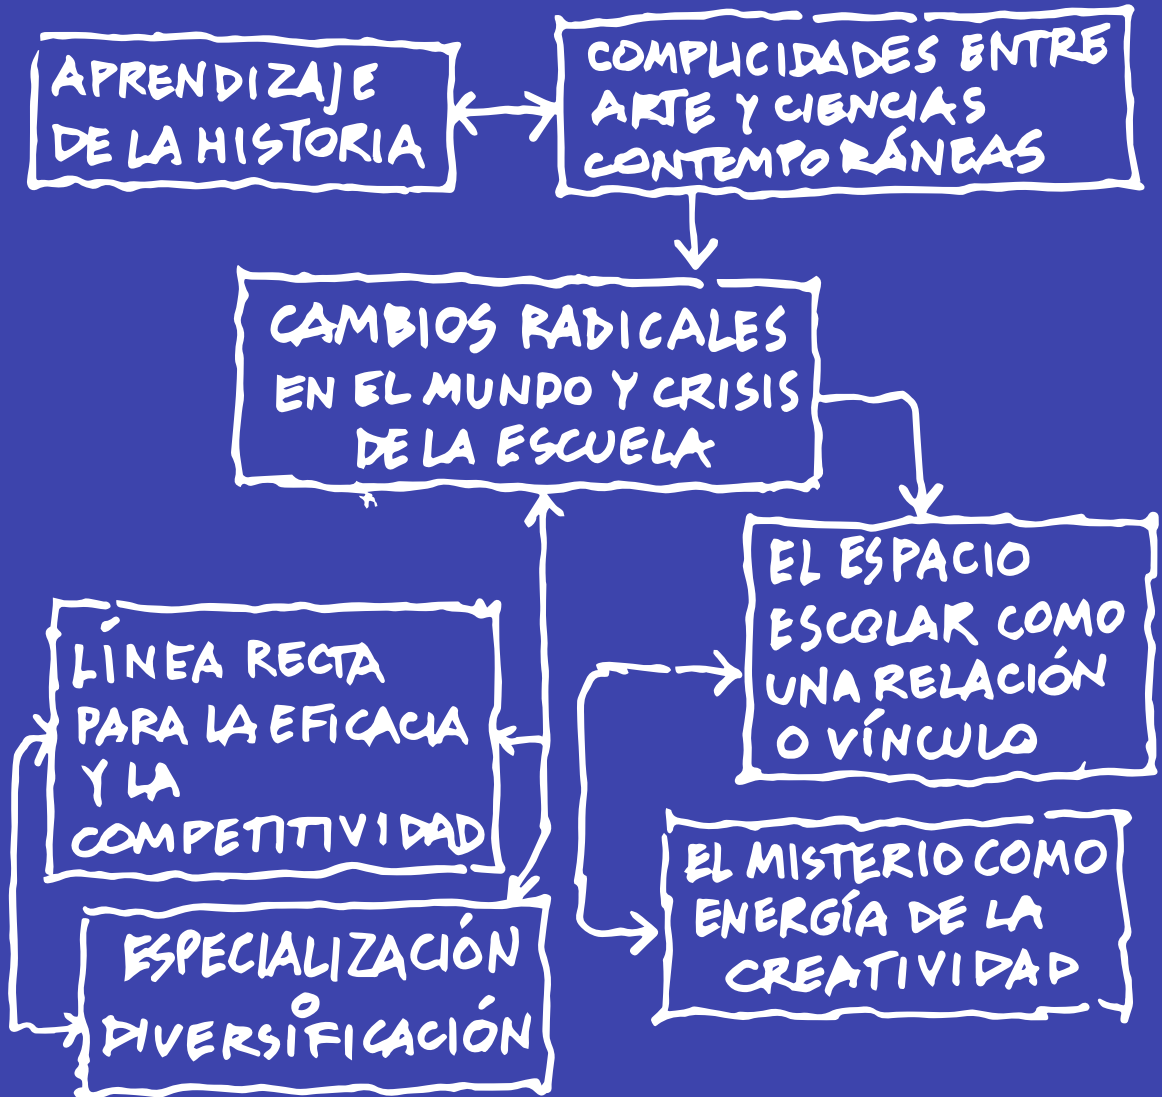 APRENDIZAJE
DE LA HISTORIA
COMPLICIDADES ENTRE
ARTE Y CIENCIAS
CONTEMPORÁNEAS
CAMBIOS RADICALES
EN EL MUNDO Y CRISIS
DE LA ESCUELA
EL ESPACIO
ESCOLAR COMO
UNA RELACIÓN
O VÍNCULO
LÍNEA RECTA
PARA LA EFICACIA
Y LA
COMPETITIVIDAD
EL MISTERIO COMO
ENERGÍA DE LA
CREATIVIDAD
ESPECIALIZACIÓN
O
DIVERSIFICACIÓN